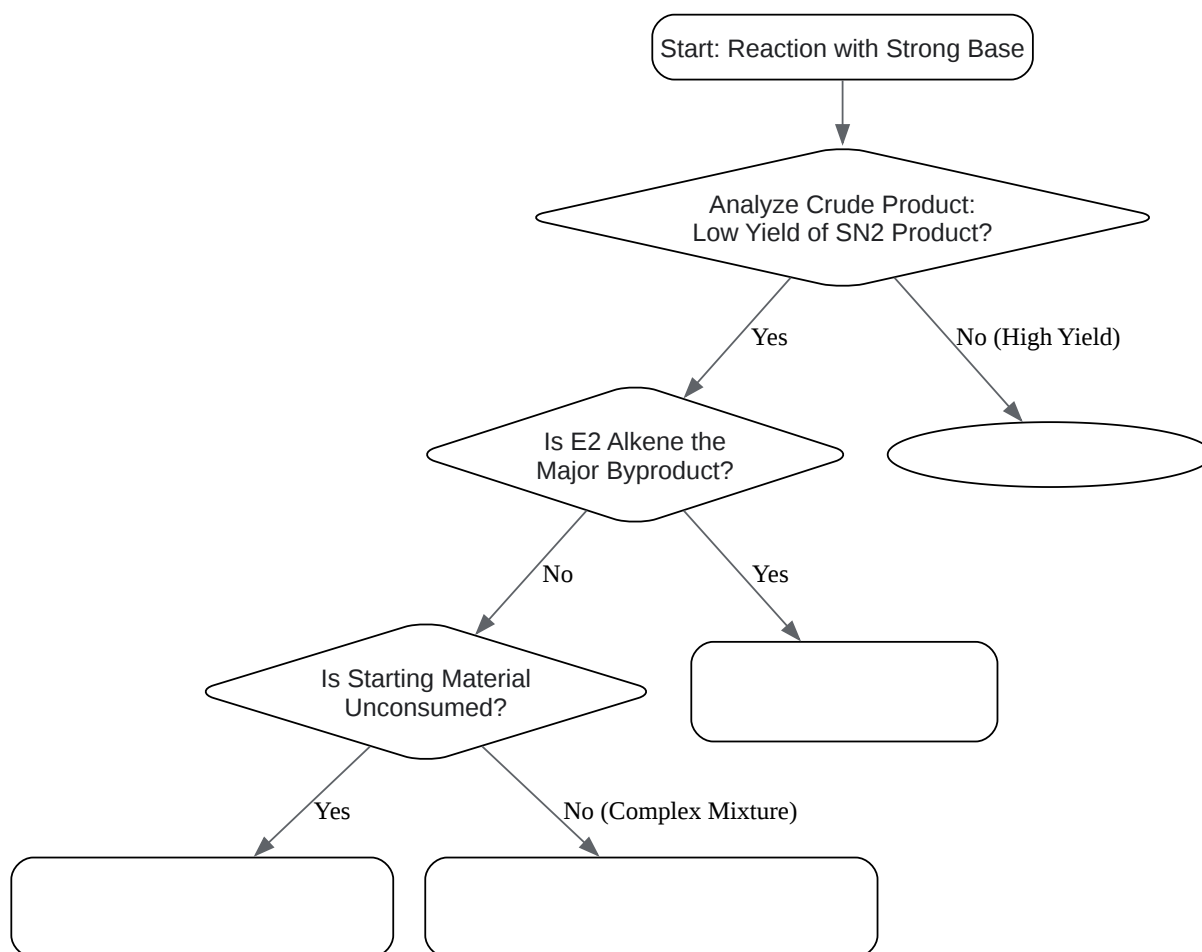 Start: Reaction with Strong Base
Analyze Crude Product:
Low Yield of SN2 Product?
Yes
No (High Yield)
Is E2 Alkene the
Major Byproduct?
No
Yes
Is Starting Material
Unconsumed?
Yes
No (Complex Mixture)